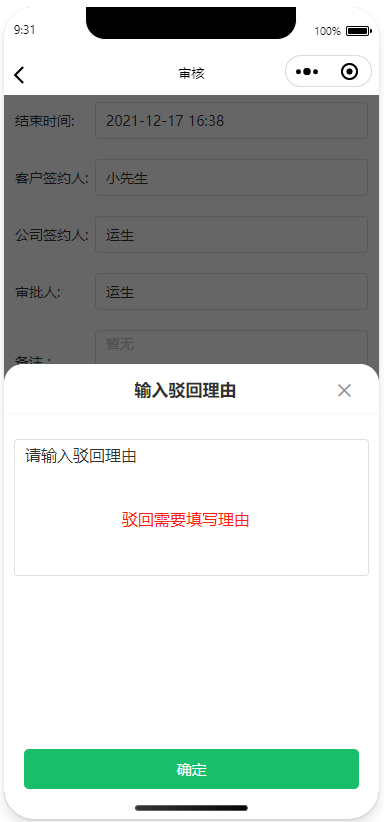 9:31 100%
审核
结束时间: 2021-12-17 16:38
客户签约人: 小先生
公司签约人: 运生
审批人: 运生
暂无
备注:
输入驳回理由
请输入驳回理由
驳回需要填写理由
确定